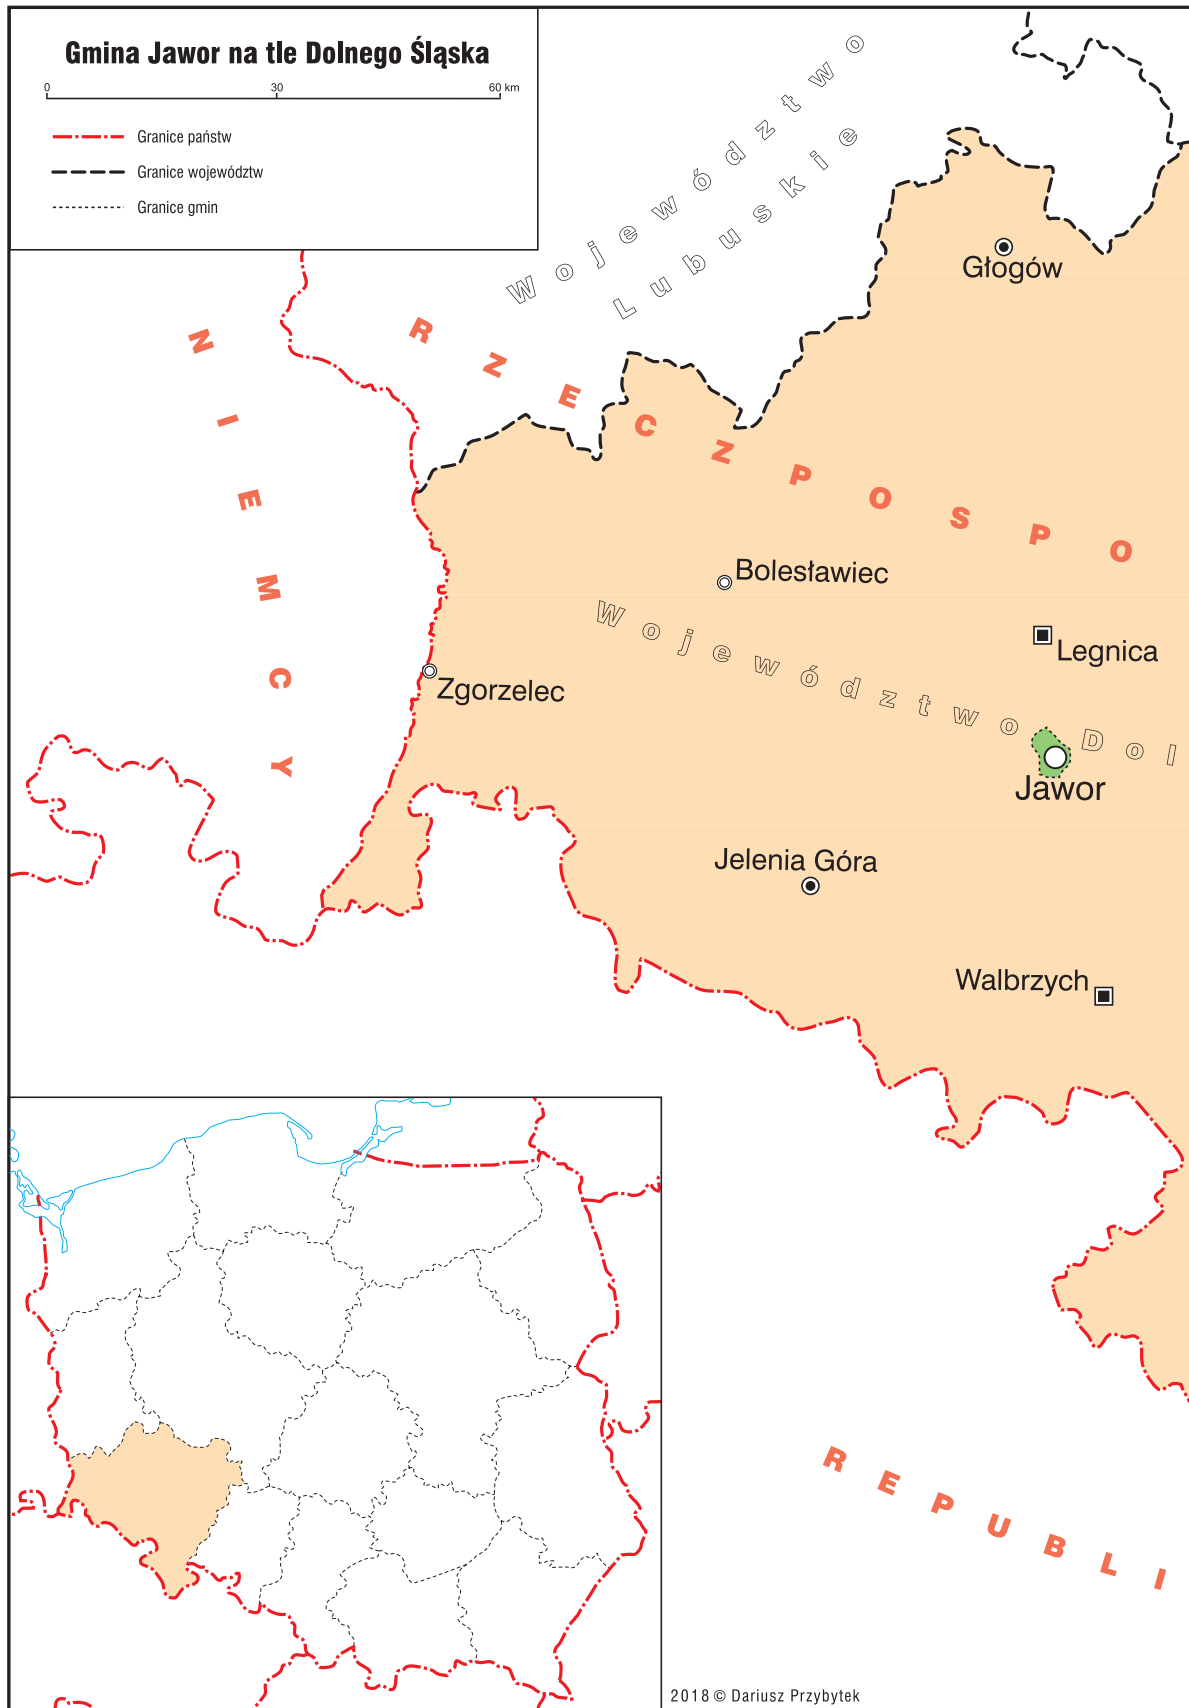 Gmina Jawor na tle Dolnego Śląska
0 30 60 km
Granice państw
Granice województw
Granice gmin
Województwo
Lubuskie
NIEMCY
RZECZPOSPO
Głogów
Bolesławiec
Legnica
Zgorzelec
Województwo Dol
Jawor
Jelenia Góra
Walbrzych
REPUBLI
2018 © Dariusz Przybytek